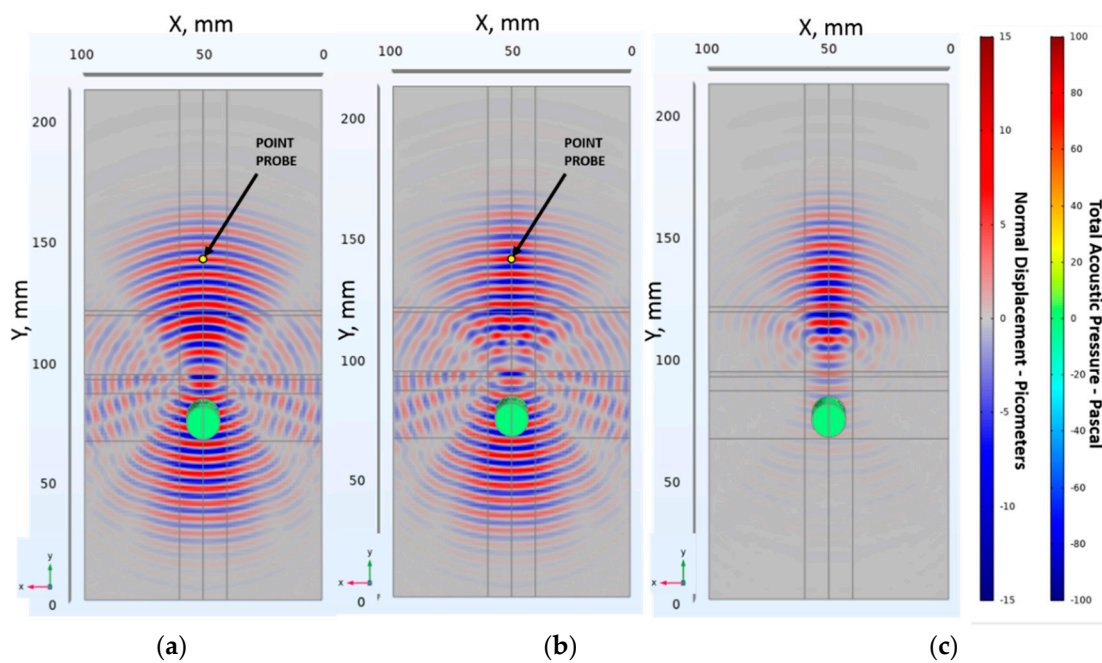 X, mm
X, mm
X, mm
100 50 0
100 50 0
100 50 0
200
150
100
50
0
Y, mm
POINT
PROBE
y
x
200
150
100
50
0
Y, mm
POINT
PROBE
y
x
200
150
100
50
0
y
x
15
10
5
0
-5
-10
-15
Normal Displacement - Picometers
100
80
60
40
20
0
-20
-40
-60
-80
-100
Total Acoustic Pressure - Pascal
(a) (b) (c)